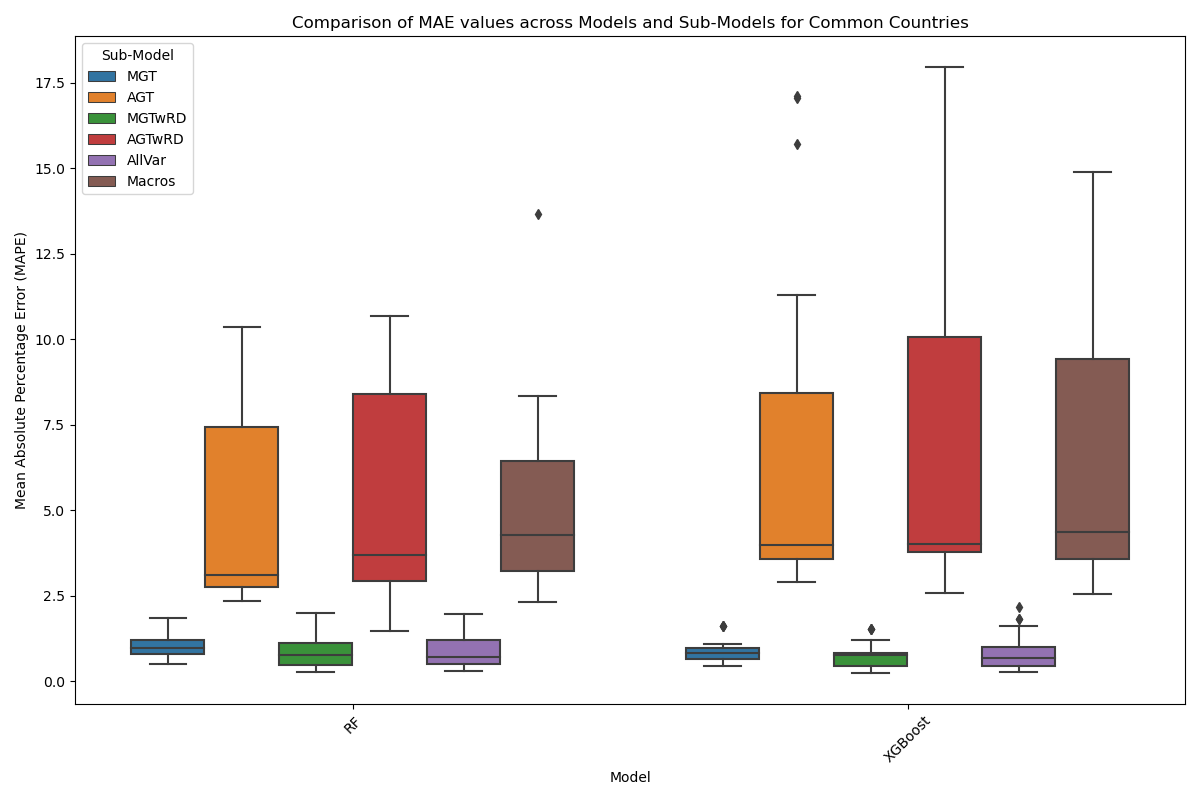 Comparison of MAE values across Models and Sub-Models for Common Countries
Sub-Model
MGT
AGT
MGTwRD
AGTwRD
AllVar
Macros
Mean Absolute Percentage Error (MAPE)
17.5
15.0
12.5
10.0
7.5
5.0
2.5
0.0
RF
XGBoost
Model